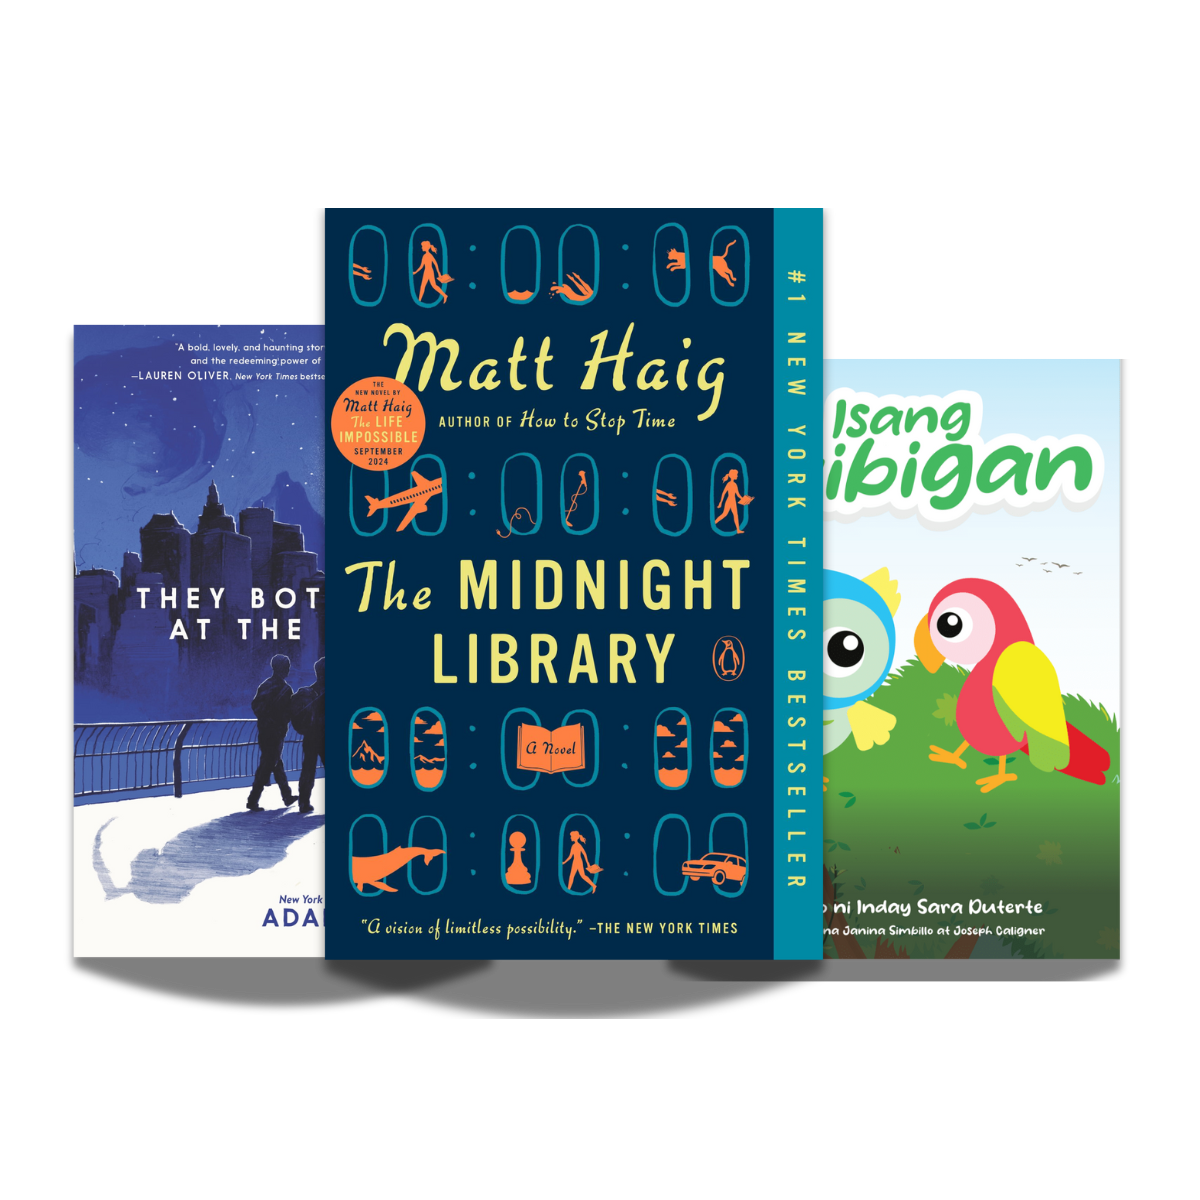 "A bold, lovely, and haunting stor
and the redeeming power of
—LAUREN OLIVER, New York Times bestse
THEY BOT
AT THE
New York
ADA
Matt Haig
THE
NEW NOVEL BY
Matt Haig
The LIFE
IMPOSSIBLE
SEPTEMBER
2024
AUTHOR OF How to Stop Time
The MIDNIGHT
LIBRARY
A Novel
"A vision of limitless possibility." –THE NEW YORK TIMES
#1 NEW YORK TIMES BESTSELLER
Isang
ibigan
ni Inday Sara Duterte
na Janina Simbillo at Joseph Caligner